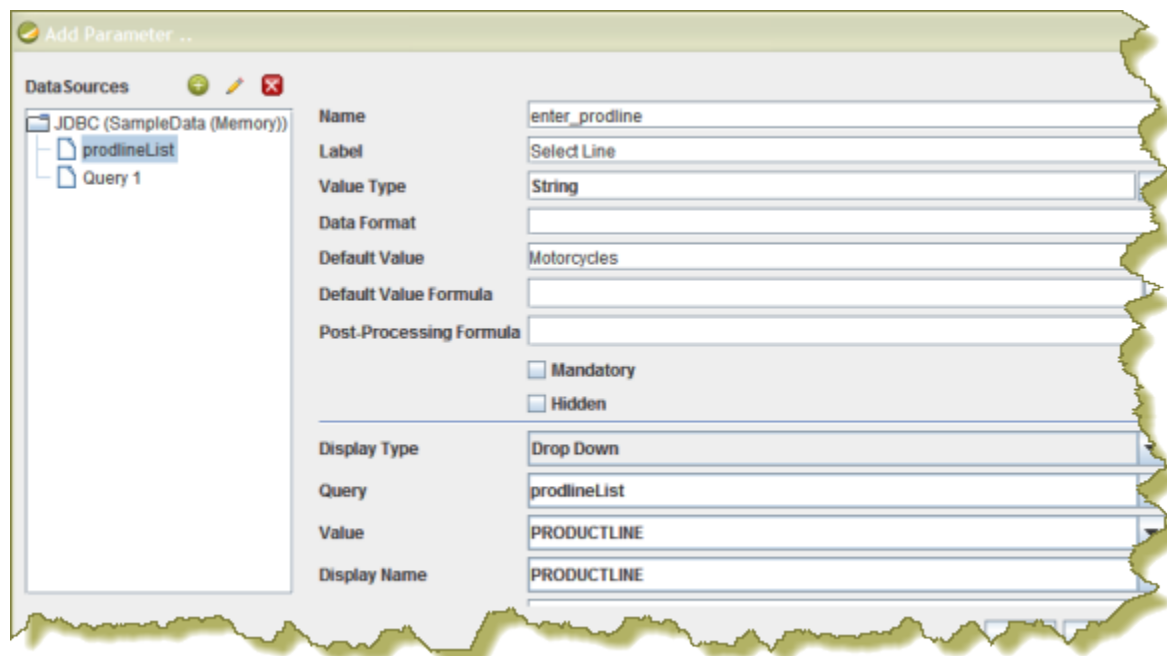 Add Parameter ..
DataSources
JDBC (SampleData (Memory))
prodlineList
Query 1
Name enter_prodline
Label Select Line
Value Type String
Data Format
Default Value Motorcycles
Default Value Formula
Post-Processing Formula
Mandatory
Hidden
Display Type Drop Down
Query prodlineList
Value PRODUCTLINE
Display Name PRODUCTLINE